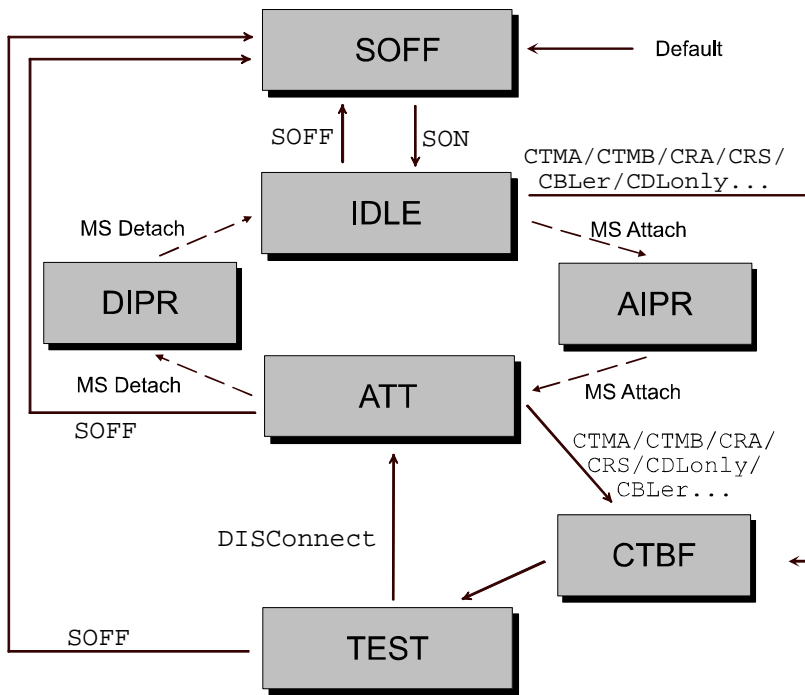 SOFF
Default
SOFF
SON
CTMA/CTMB/CRA/CRS/
CBLer/CDLonly...
IDLE
MS Detach
MS Attach
DIPR
AIPR
MS Detach
ATT
MS Attach
SOFF
CTMA/CTMB/CRA/
CRS/CDLonly/
CBLer...
DISConnect
CTBF
SOFF
TEST